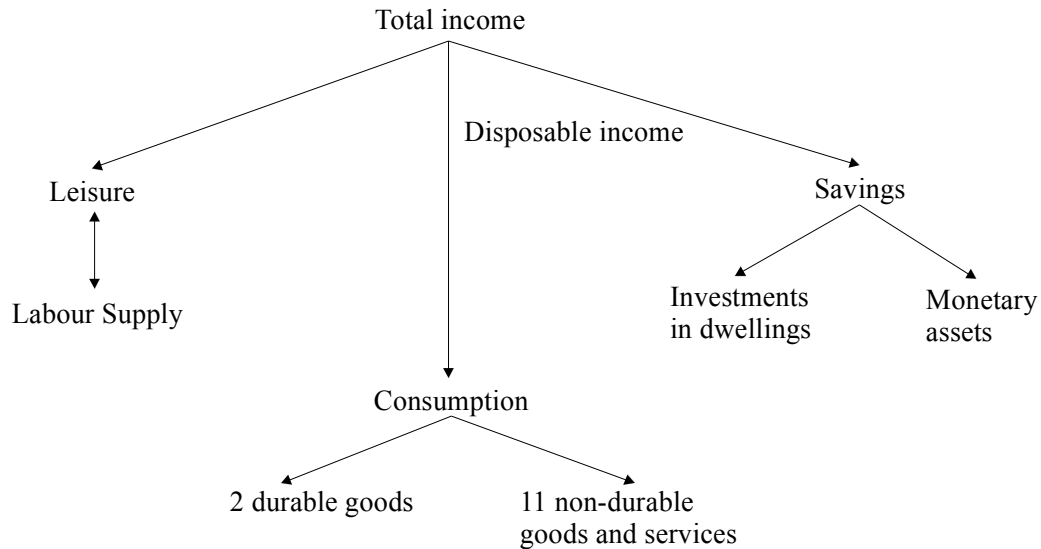 Total income
Disposable income
Leisure
Savings
Labour Supply
Investments
in dwellings
Monetary
assets
Consumption
2 durable goods
11 non-durable
goods and services